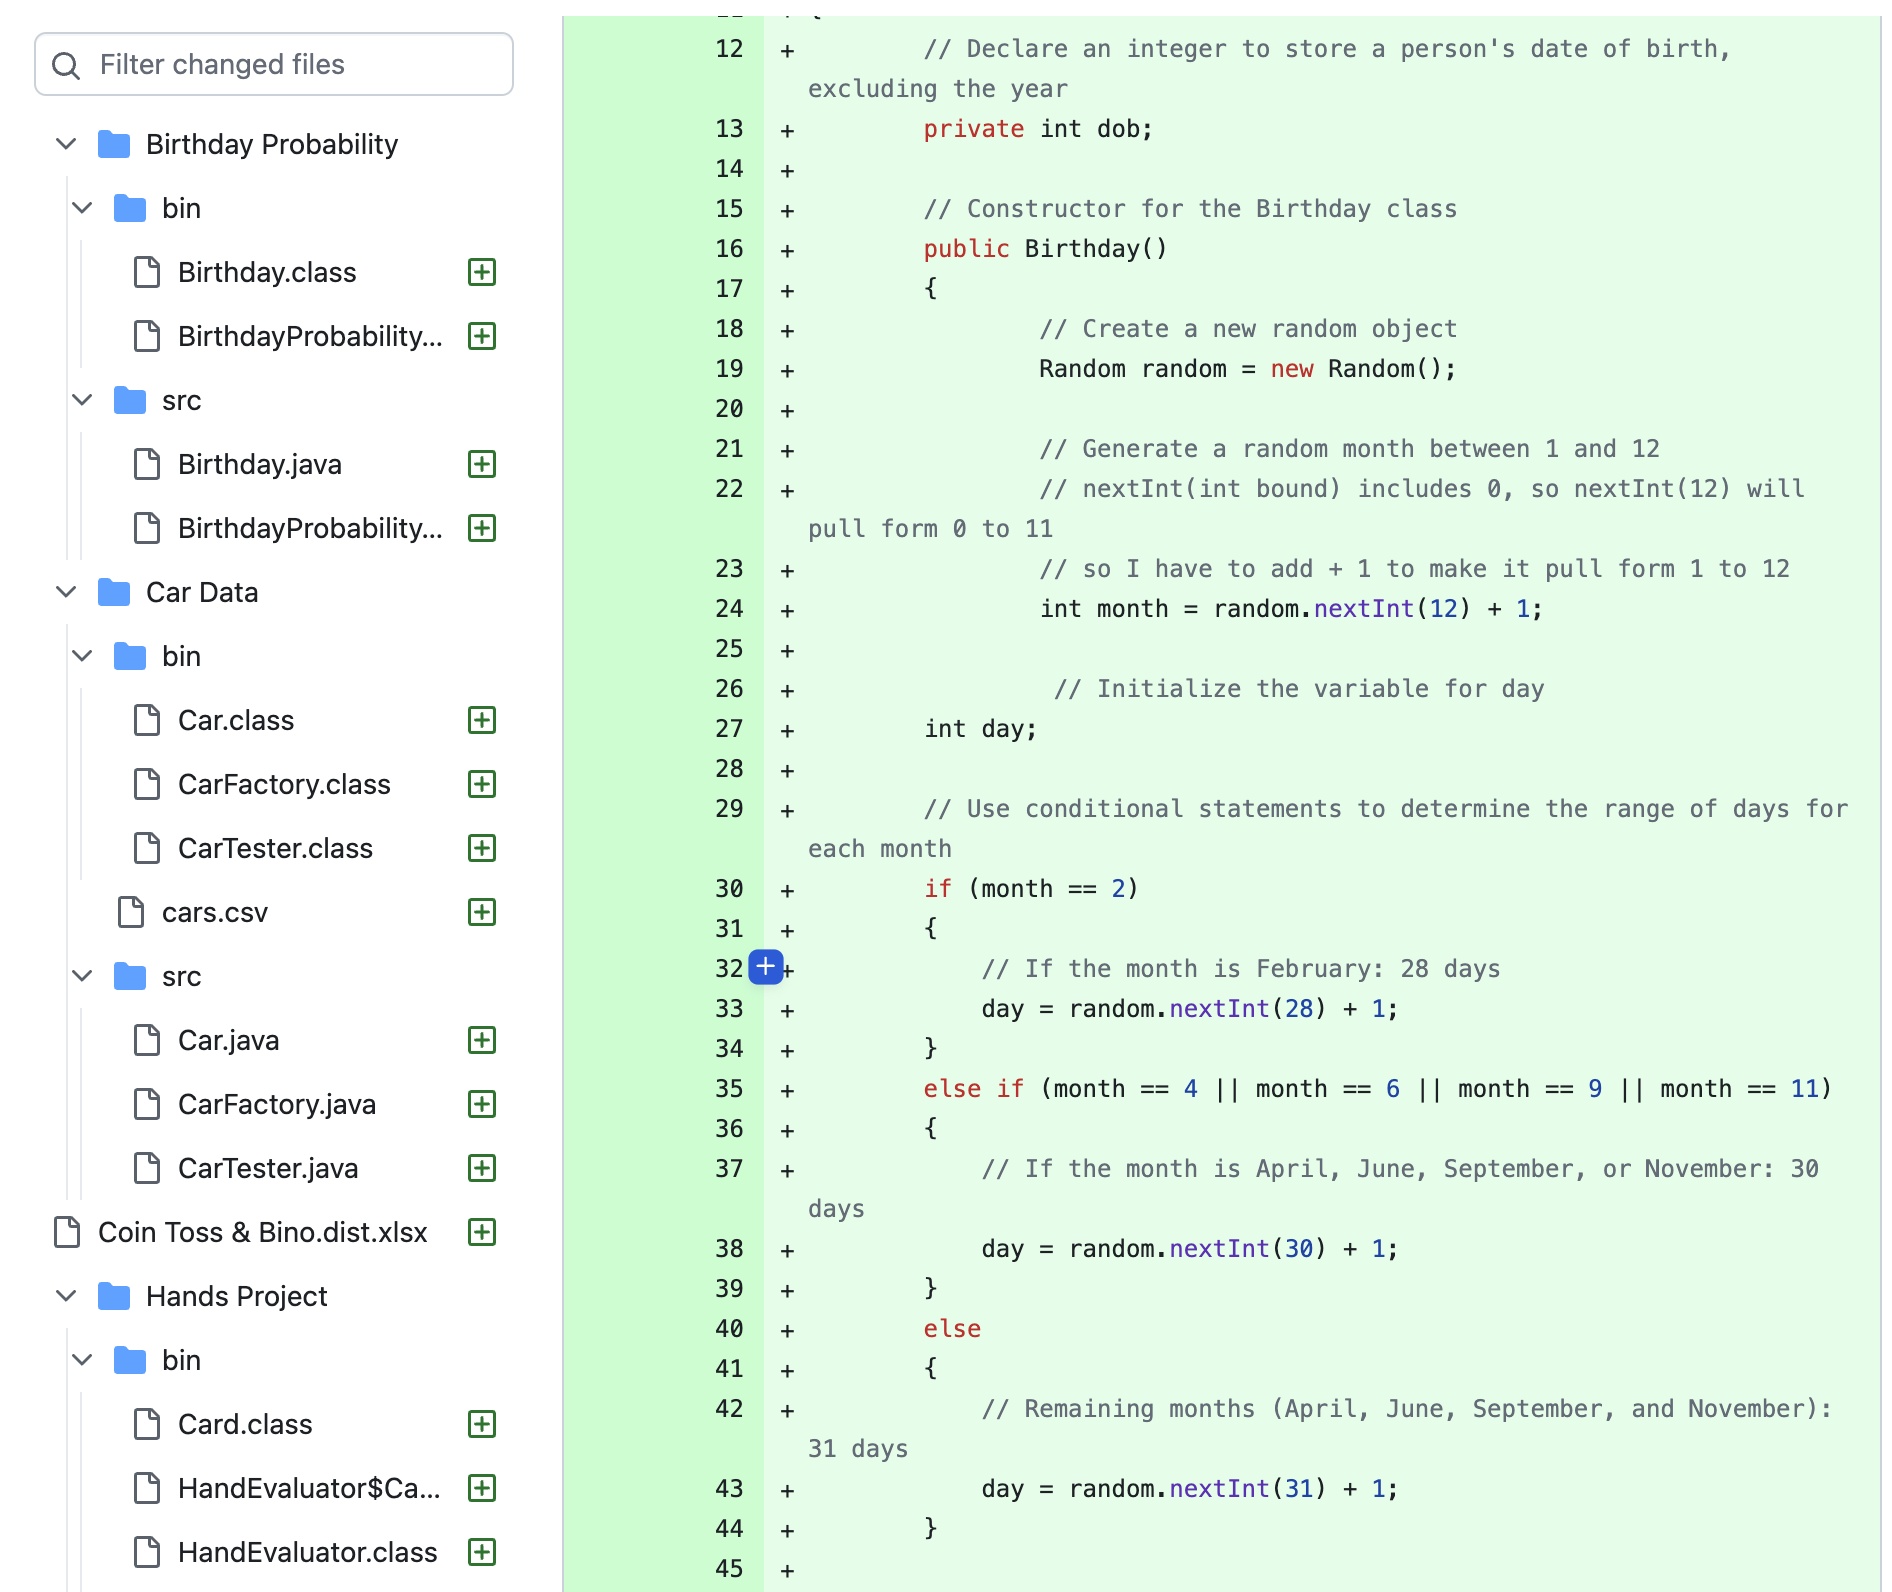 Filter changed files
Birthday Probability
bin
Birthday.class
BirthdayProbability...
src
Birthday.java
BirthdayProbability...
Car Data
bin
Car.class
CarFactory.class
CarTester.class
cars.csv
src
Car.java
CarFactory.java
CarTester.java
Coin Toss & Bino.dist.xlsx
Hands Project
bin
Card.class
HandEvaluator$Ca...
HandEvaluator.class
12 + // Declare an integer to store a person's date of birth,
excluding the year
13 + private int dob;
14 +
15 + // Constructor for the Birthday class
16 + public Birthday()
17 + {
18 + // Create a new random object
19 + Random random = new Random();
20 +
21 + // Generate a random month between 1 and 12
22 + // nextInt(int bound) includes 0, so nextInt(12) will
pull form 0 to 11
23 + // so I have to add + 1 to make it pull form 1 to 12
24 + int month = random.nextInt(12) + 1;
25 +
26 + // Initialize the variable for day
27 + int day;
28 +
29 + // Use conditional statements to determine the range of days for
each month
30 + if (month == 2)
31 + {
32 + // If the month is February: 28 days
33 + day = random.nextInt(28) + 1;
34 + }
35 + else if (month == 4 || month == 6 || month == 9 || month == 11)
36 + {
37 + // If the month is April, June, September, or November: 30
days
38 + day = random.nextInt(30) + 1;
39 + }
40 + else
41 + {
42 + // Remaining months (April, June, September, and November):
31 days
43 + day = random.nextInt(31) + 1;
44 + }
45 +